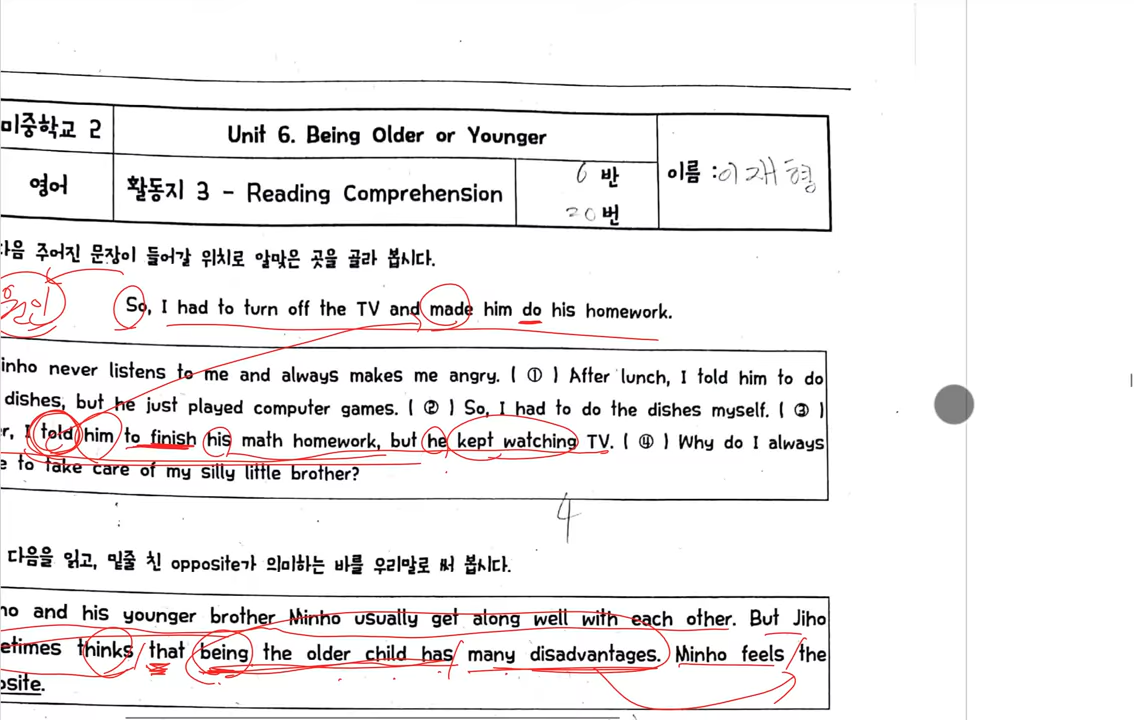 미중학교 2
Unit 6. Being Older or Younger
영어
활동지 3 - Reading Comprehension
6 반
20번
이름 : 이재형
다음 주어진 문장이 들어갈 위치로 알맞은 곳을 골라 봅시다.
원인
So, I had to turn off the TV and made him do his homework.
inho never listens to me and always makes me angry. ( ① ) After lunch, I told him to do
dishes, but he just played computer games. ( ② ) So, I had to do the dishes myself. ( ③ )
r, I told him to finish his math homework, but he kept watching TV. ( ④ ) Why do I always
e to take care of my silly little brother?
4
다음을 읽고, 밑줄 친 opposite가 의미하는 바를 우리말로 써 봅시다.
ho and his younger brother Minho usually get along well with each other. But Jiho
etimes thinks that being the older child has many disadvantages. Minho feels the
osite.